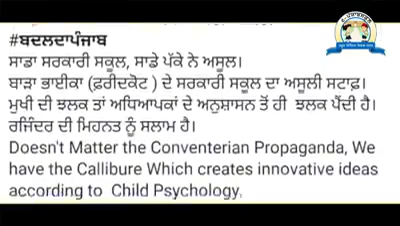 #ਬਦਲਦਾਪੰਜਾਬ
ਸਾਡਾ ਸਰਕਾਰੀ ਸਕੂਲ, ਸਾਡੇ ਪੱਕੇ ਨੇ ਅਸੂਲ।
ਬਾੜਾ ਭਾਈਕਾ (ਫ਼ਰੀਦਕੋਟ ) ਦੇ ਸਰਕਾਰੀ ਸਕੂਲ ਦਾ ਅਸੂਲੀ ਸਟਾਫ਼।
ਮੁਖੀ ਦੀ ਝਲਕ ਤਾਂ ਅਧਿਆਪਕਾਂ ਦੇ ਅਨੁਸ਼ਾਸਨ ਤੋਂ ਹੀ ਝਲਕ ਪੈਂਦੀ ਹੈ।
ਰਜਿੰਦਰ ਦੀ ਮਿਹਨਤ ਨੂੰ ਸਲਾਮ ਹੈ।
Doesn't Matter the Conventerian Propaganda, We
have the Callibure Which creates innovative ideas
according to Child Psychology,